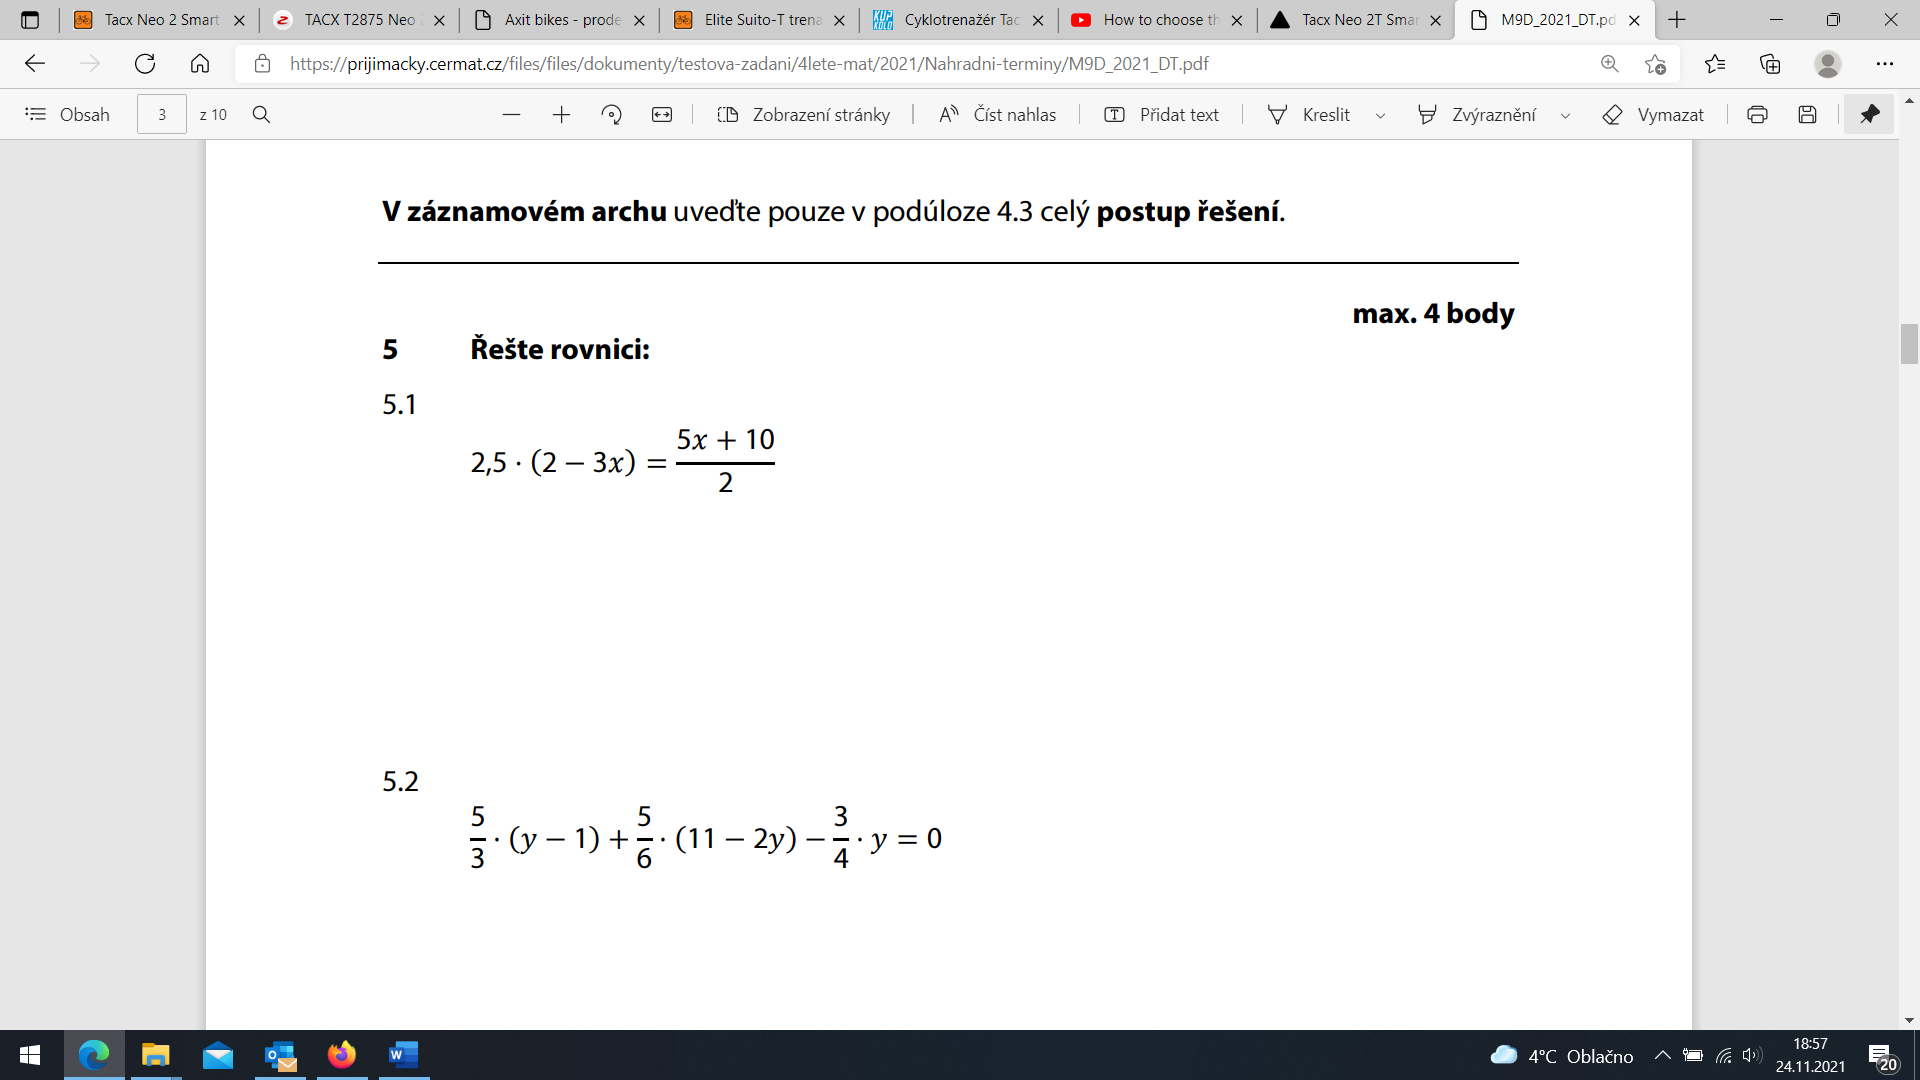 Tacx Neo 2 Smart
TACX T2875 Neo 2
Axit bikes - prode
Elite Suito-T trena
Cyklotrenažér Tac
How to choose th
Tacx Neo 2T Smar
M9D_2021_DT.pd
https://prijimacky.cermat.cz/files/files/dokumenty/testova-zadani/4lete-mat/2021/Nahradni-terminy/M9D_2021_DT.pdf
Obsah 3 z 10 Zobrazení stránky Číst nahlas Přidat text Kreslit Zvýraznění Vymazat
V záznamovém archu uveďte pouze v podúloze 4.3 celý postup řešení.
max. 4 body
5 Řešte rovnici:
5.1
2,5 · (2 − 3x) = (5x + 10)/2
5.2
5/3 · (y − 1) + 5/6 · (11 − 2y) − 3/4 · y = 0
4°C Oblačno
18:57
24.11.2021
20